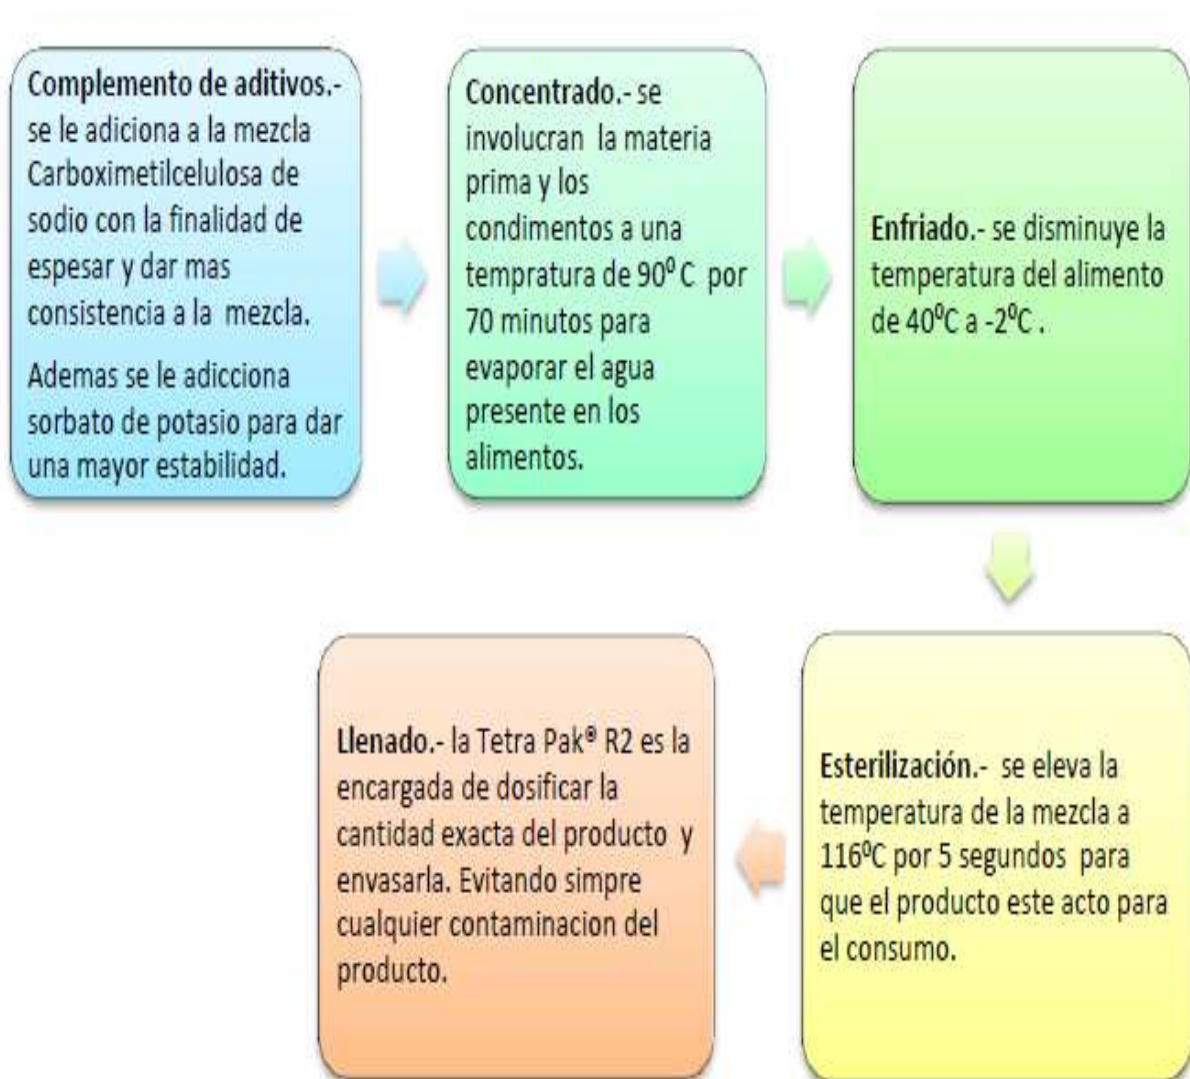 Complemento de aditivos.-
se le adiciona a la mezcla
Carboximetilcelulosa de
sodio con la finalidad de
espesar y dar mas
consistencia a la mezcla.
Ademas se le adicciona
sorbato de potasio para dar
una mayor estabilidad.
Concentrado.- se
involucran la materia
prima y los
condimentos a una
tempratura de 90⁰ C por
70 minutos para
evaporar el agua
presente en los
alimentos.
Enfriado.- se disminuye la
temperatura del alimento
de 40⁰C a -2⁰C .
Esterilización.- se eleva la
temperatura de la mezcla a
116⁰C por 5 segundos para
que el producto este acto para
el consumo.
Llenado.- la Tetra Pak® R2 es la
encargada de dosificar la
cantidad exacta del producto y
envasarla. Evitando simpre
cualquier contaminacion del
producto.